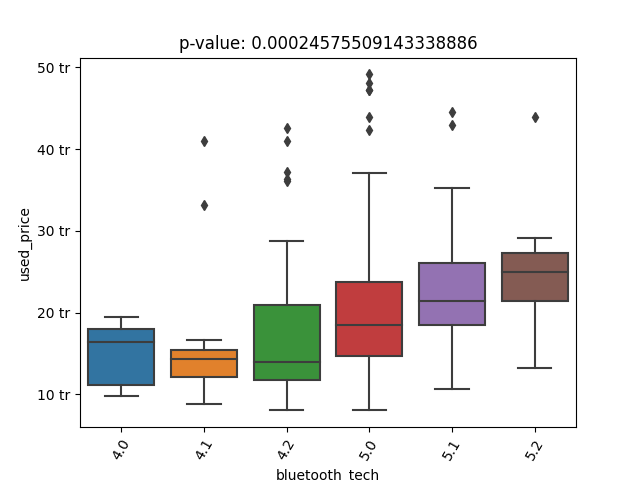 p-value: 0.00024575509143338886
50 tr
40 tr
30 tr
20 tr
10 tr
used_price
4.0
4.1
4.2
5.0
5.1
5.2
bluetooth_tech